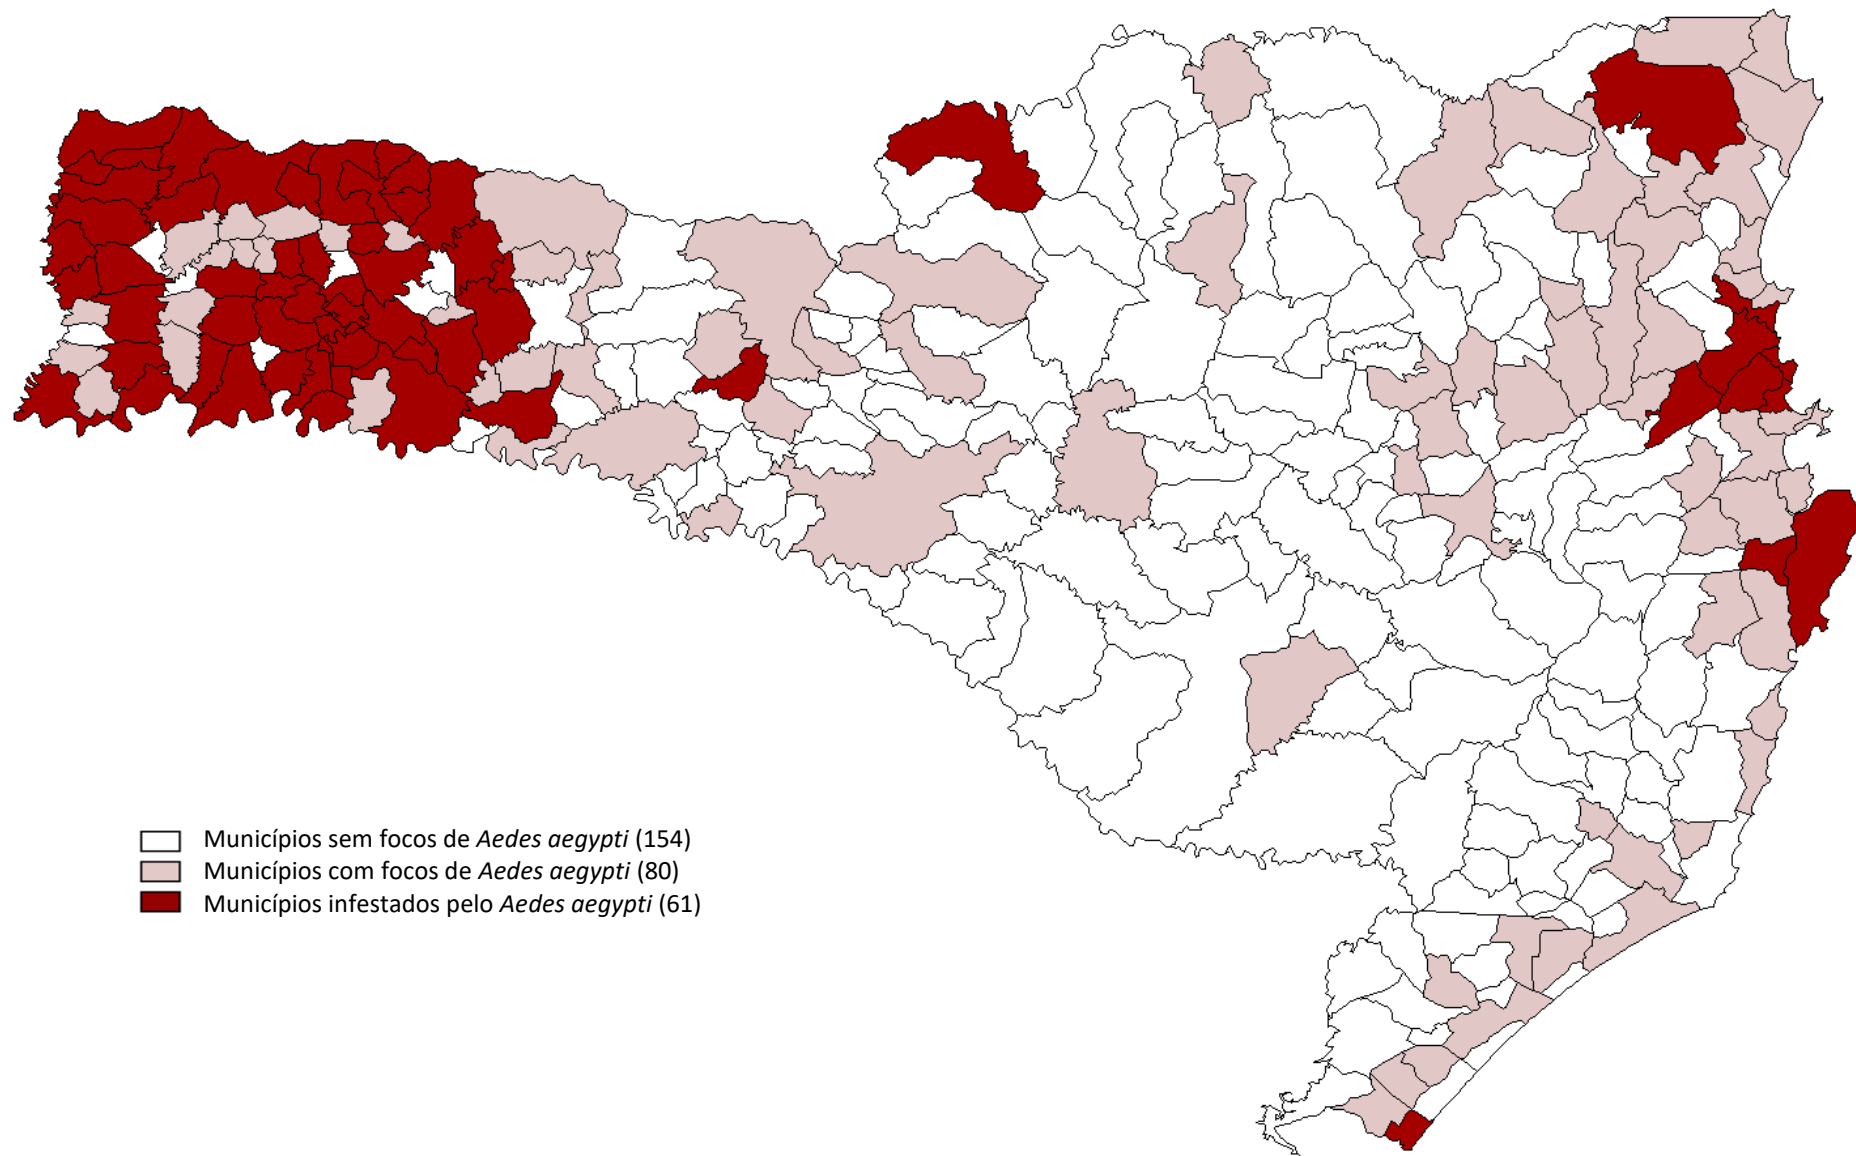 Municípios sem focos de Aedes aegypti (154)
Municípios com focos de Aedes aegypti (80)
Municípios infestados pelo Aedes aegypti (61)